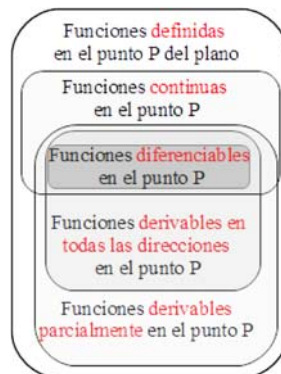 Funciones definidas
en el punto P del plano
Funciones continuas
en el punto P
Funciones diferenciables
en el punto P
Funciones derivables en
todas las direcciones
en el punto P
Funciones derivables
parcialmente en el punto P